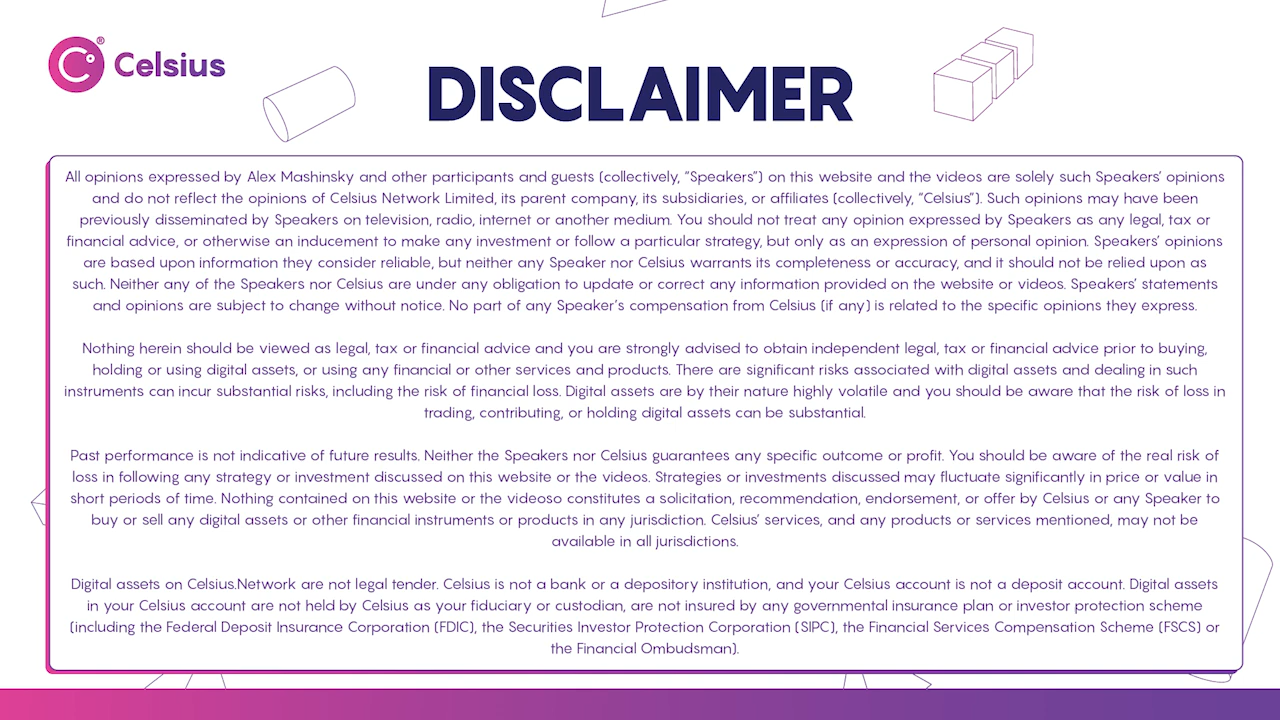 Celsius®
DISCLAIMER
All opinions expressed by Alex Mashinsky and other participants and guests (collectively, “Speakers”) on this website and the videos are solely such Speakers’ opinions
and do not reflect the opinions of Celsius Network Limited, its parent company, its subsidiaries, or affiliates (collectively, “Celsius”). Such opinions may have been
previously disseminated by Speakers on television, radio, internet or another medium. You should not treat any opinion expressed by Speakers as any legal, tax or
financial advice, or otherwise an inducement to make any investment or follow a particular strategy, but only as an expression of personal opinion. Speakers’ opinions
are based upon information they consider reliable, but neither any Speaker nor Celsius warrants its completeness or accuracy, and it should not be relied upon as
such. Neither any of the Speakers nor Celsius are under any obligation to update or correct any information provided on the website or videos. Speakers’ statements
and opinions are subject to change without notice. No part of any Speaker’s compensation from Celsius (if any) is related to the specific opinions they express.
Nothing herein should be viewed as legal, tax or financial advice and you are strongly advised to obtain independent legal, tax or financial advice prior to buying,
holding or using digital assets, or using any financial or other services and products. There are significant risks associated with digital assets and dealing in such
instruments can incur substantial risks, including the risk of financial loss. Digital assets are by their nature highly volatile and you should be aware that the risk of loss in
trading, contributing, or holding digital assets can be substantial.
Past performance is not indicative of future results. Neither the Speakers nor Celsius guarantees any specific outcome or profit. You should be aware of the real risk of
loss in following any strategy or investment discussed on this website or the videos. Strategies or investments discussed may fluctuate significantly in price or value in
short periods of time. Nothing contained on this website or the videoso constitutes a solicitation, recommendation, endorsement, or offer by Celsius or any Speaker to
buy or sell any digital assets or other financial instruments or products in any jurisdiction. Celsius’ services, and any products or services mentioned, may not be
available in all jurisdictions.
Digital assets on Celsius.Network are not legal tender. Celsius is not a bank or a depository institution, and your Celsius account is not a deposit account. Digital assets
in your Celsius account are not held by Celsius as your fiduciary or custodian, are not insured by any governmental insurance plan or investor protection scheme
(including the Federal Deposit Insurance Corporation (FDIC), the Securities Investor Protection Corporation (SIPC), the Financial Services Compensation Scheme (FSCS) or
the Financial Ombudsman).